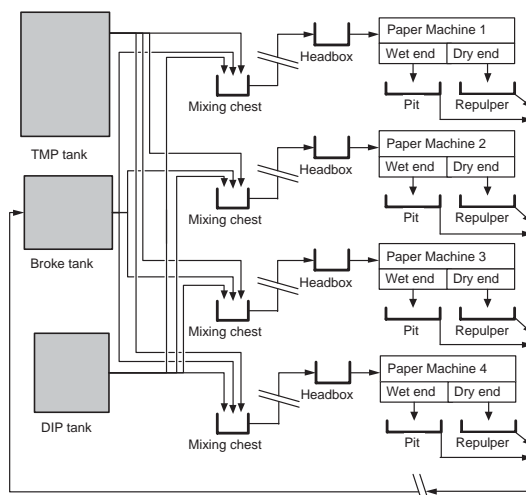 Paper Machine 1
Wet end Dry end
Headbox
Mixing chest
Pit Repulper
TMP tank
Paper Machine 2
Wet end Dry end
Headbox
Mixing chest
Pit Repulper
Broke tank
Paper Machine 3
Wet end Dry end
Headbox
Mixing chest
Pit Repulper
Paper Machine 4
Wet end Dry end
Headbox
DIP tank
Mixing chest
Pit Repulper